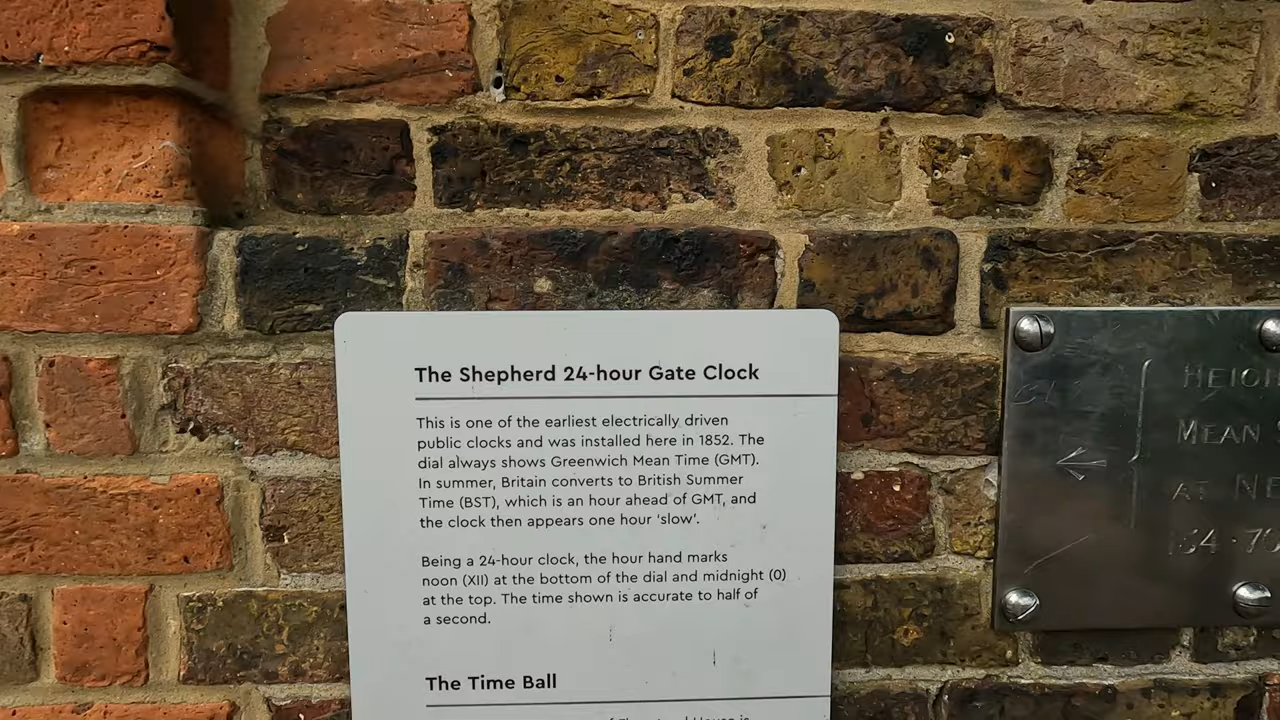 The Shepherd 24-hour Gate Clock
This is one of the earliest electrically driven
public clocks and was installed here in 1852. The
dial always shows Greenwich Mean Time (GMT).
In summer, Britain converts to British Summer
Time (BST), which is an hour ahead of GMT, and
the clock then appears one hour 'slow'.
Being a 24-hour clock, the hour hand marks
noon (XII) at the bottom of the dial and midnight (0)
at the top. The time shown is accurate to half of
a second.
The Time Ball
MEAN
AT NE